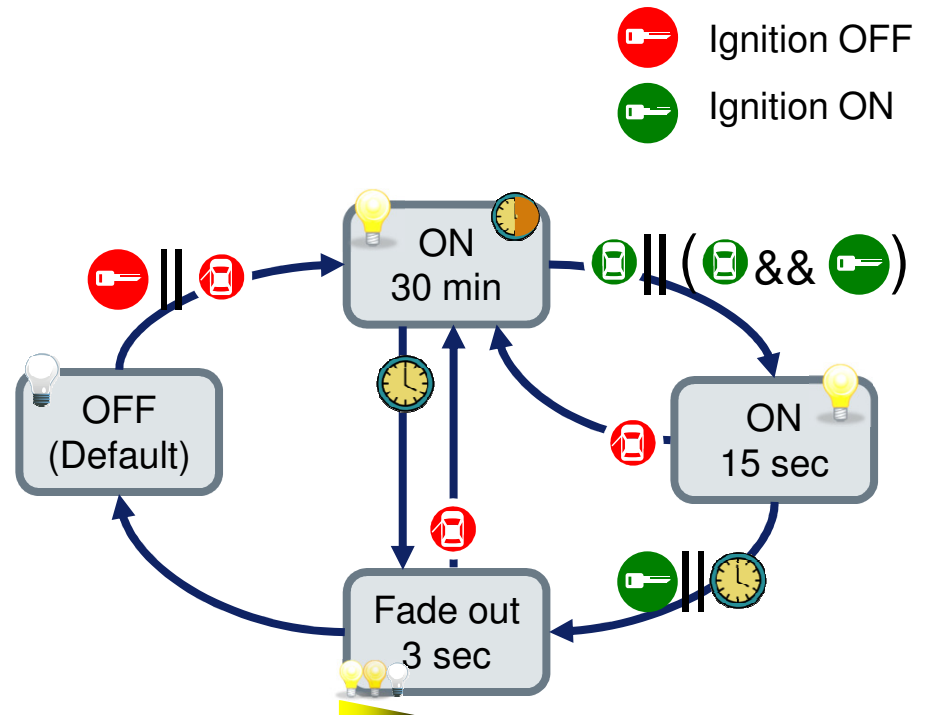 Ignition OFF
Ignition ON
ON
30 min
||
|| ( && )
OFF
(Default)
ON
15 sec
||
Fade out
3 sec